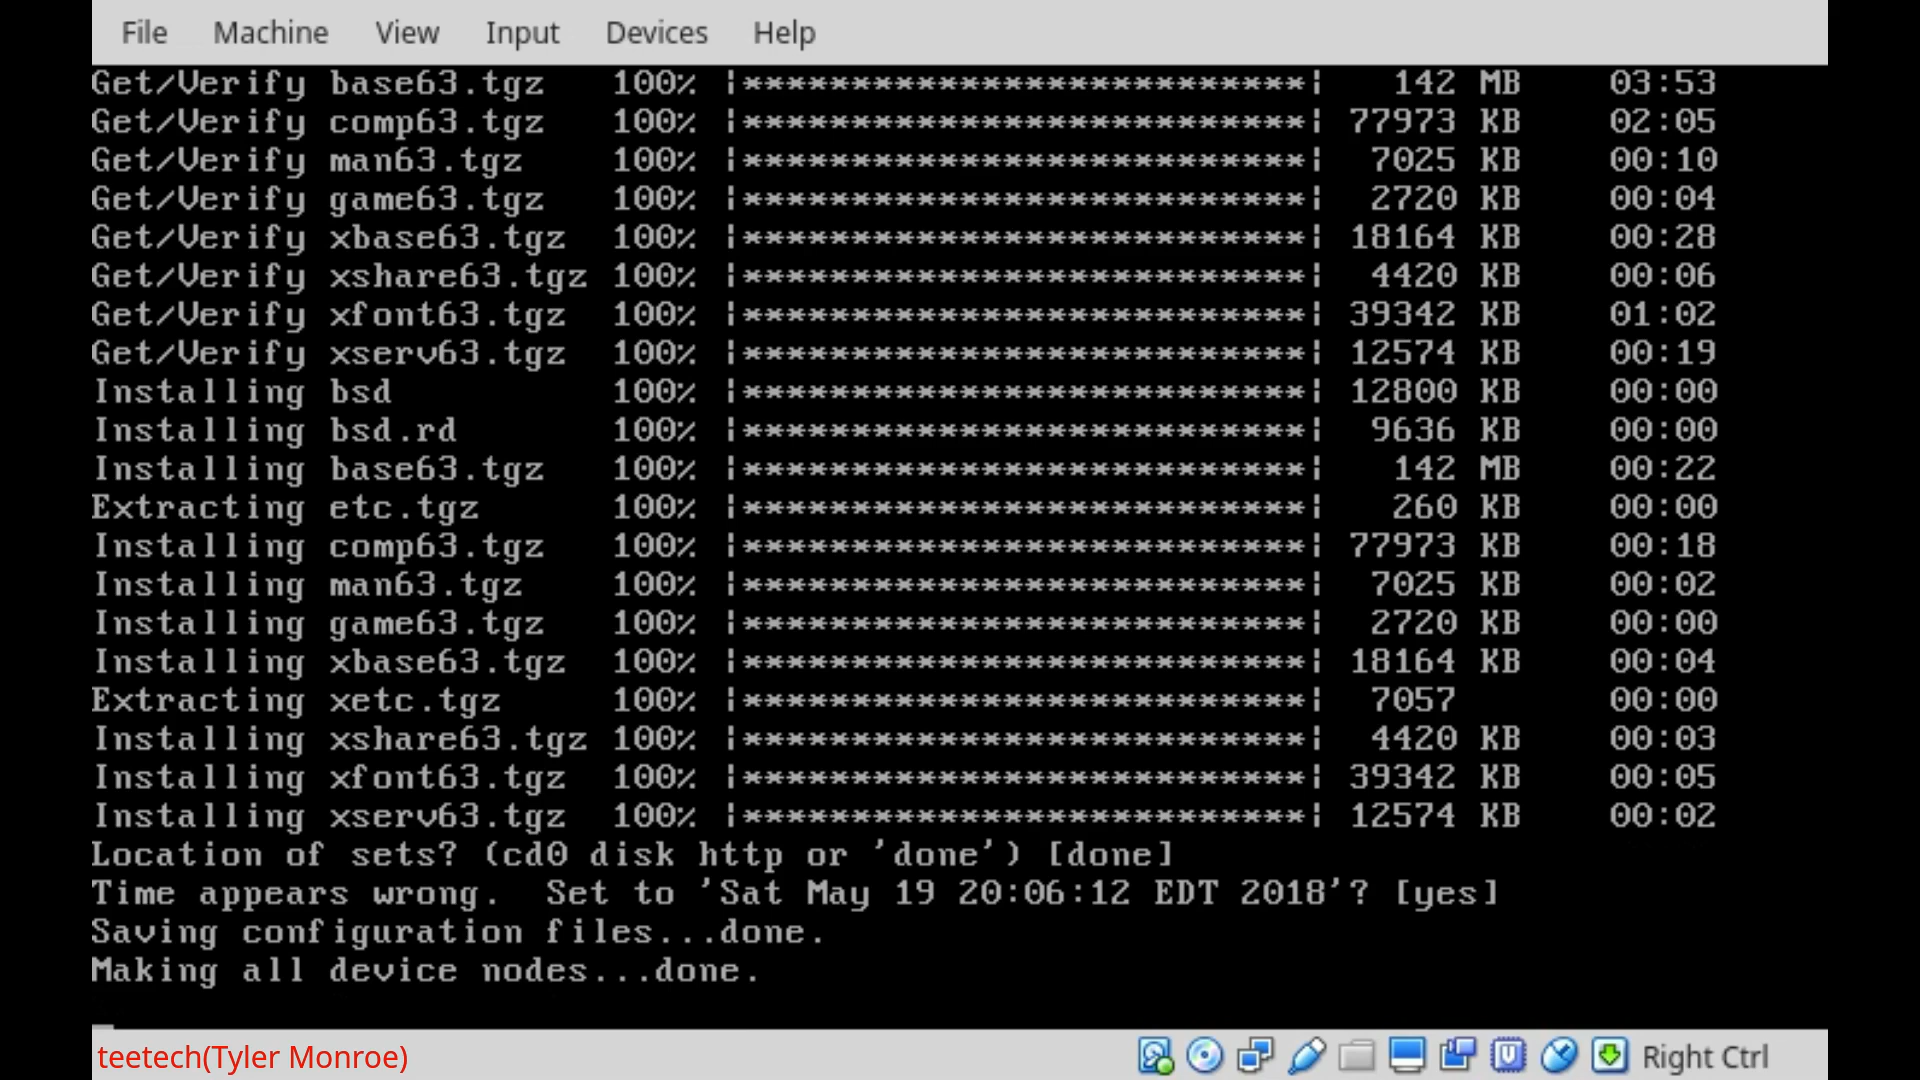 File Machine View Input Devices Help
Get/Verify base63.tgz 100% |**************************| 142 MB 03:53
Get/Verify comp63.tgz 100% |**************************| 77973 KB 02:05
Get/Verify man63.tgz 100% |**************************| 7025 KB 00:10
Get/Verify game63.tgz 100% |**************************| 2720 KB 00:04
Get/Verify xbase63.tgz 100% |**************************| 18164 KB 00:28
Get/Verify xshare63.tgz 100% |**************************| 4420 KB 00:06
Get/Verify xfont63.tgz 100% |**************************| 39342 KB 01:02
Get/Verify xserv63.tgz 100% |**************************| 12574 KB 00:19
Installing bsd 100% |**************************| 12800 KB 00:00
Installing bsd.rd 100% |**************************| 9636 KB 00:00
Installing base63.tgz 100% |**************************| 142 MB 00:22
Extracting etc.tgz 100% |**************************| 260 KB 00:00
Installing comp63.tgz 100% |**************************| 77973 KB 00:18
Installing man63.tgz 100% |**************************| 7025 KB 00:02
Installing game63.tgz 100% |**************************| 2720 KB 00:00
Installing xbase63.tgz 100% |**************************| 18164 KB 00:04
Extracting xetc.tgz 100% |**************************| 7057 00:00
Installing xshare63.tgz 100% |**************************| 4420 KB 00:03
Installing xfont63.tgz 100% |**************************| 39342 KB 00:05
Installing xserv63.tgz 100% |**************************| 12574 KB 00:02
Location of sets? (cd0 disk http or 'done') [done]
Time appears wrong.  Set to 'Sat May 19 20:06:12 EDT 2018'? [yes]
Saving configuration files...done.
Making all device nodes...done.
teetech(Tyler Monroe) Right Ctrl